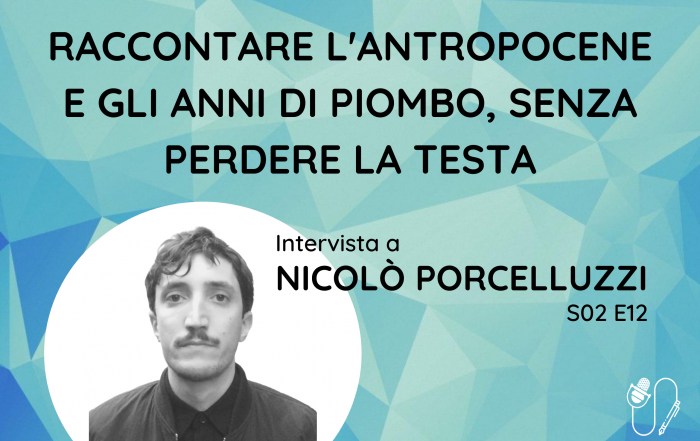 RACCONTARE L'ANTROPOCENE
E GLI ANNI DI PIOMBO, SENZA
PERDERE LA TESTA
Intervista a
NICOLÒ PORCELLUZZI
S02 E12